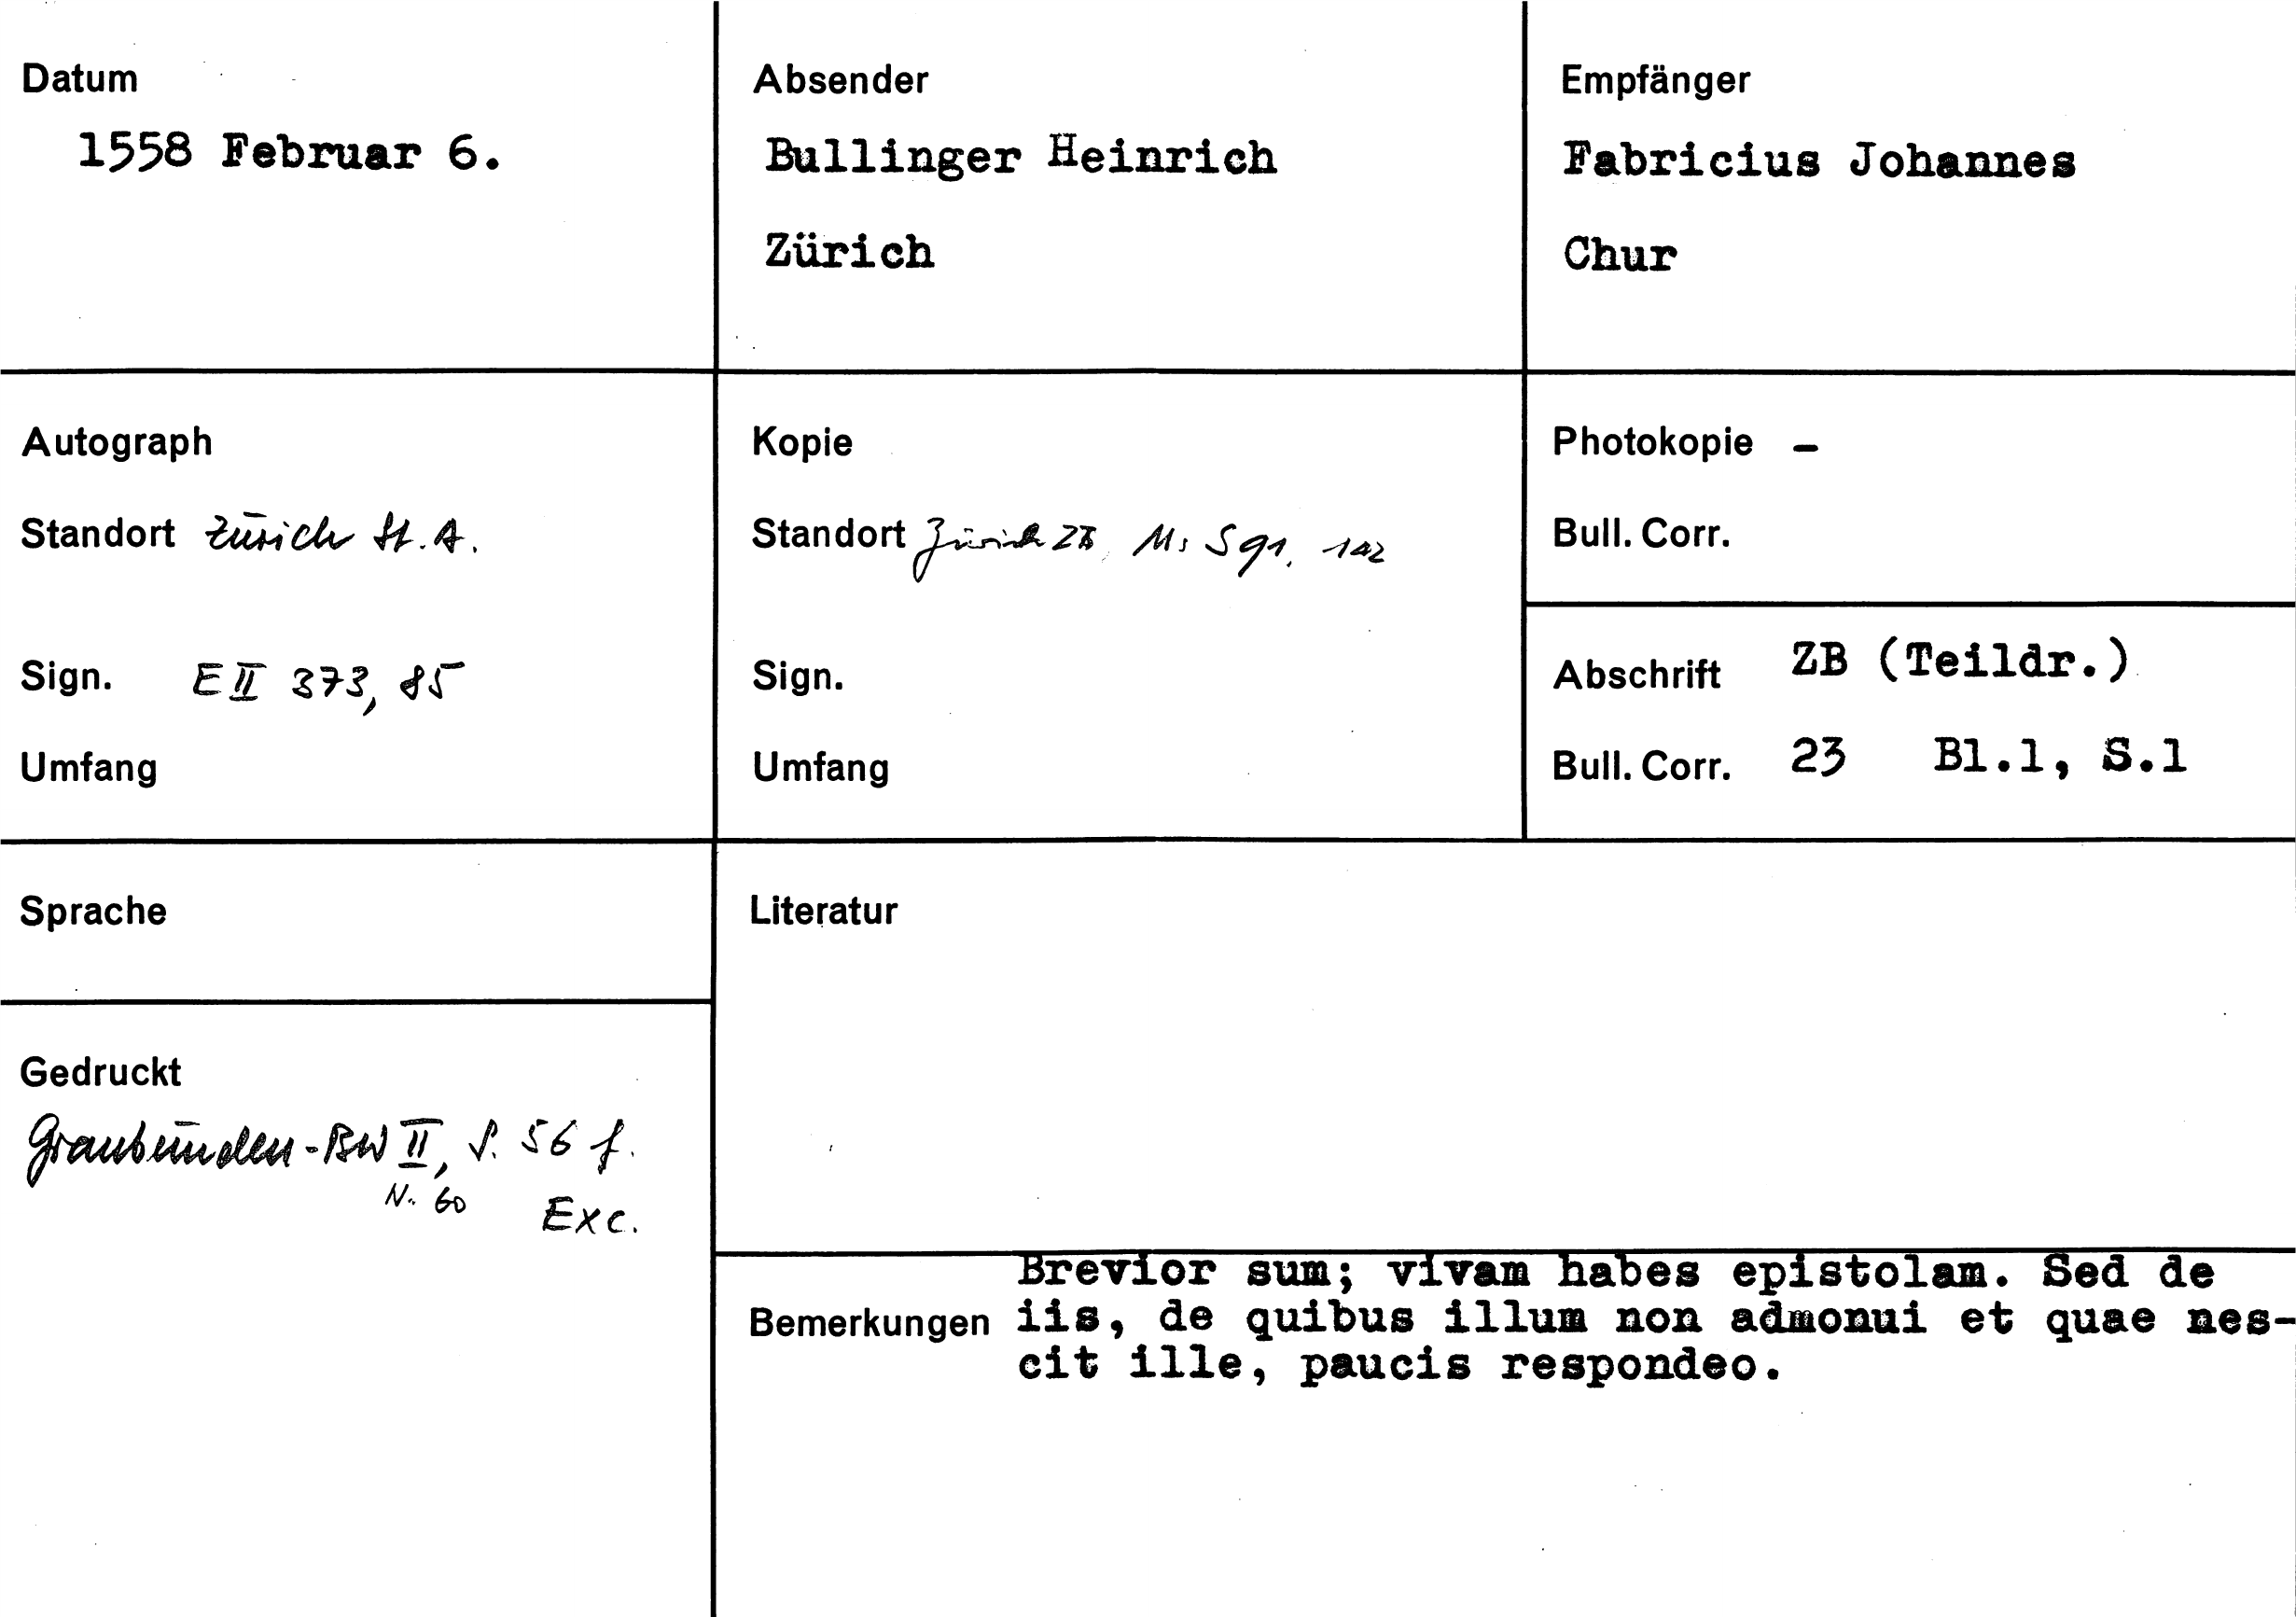 Datum
1558 Februar 6.
Absender
Bullinger Heinrich
Zürich
Empfänger
Fabricius Johannes
Chur
Autograph
Standort Zürich St. A.
Sign. E II 373, 85
Umfang
Kopie
Standort Zürich ZB, Ms S 91, 142
Sign.
Umfang
Photokopie –
Bull. Corr.
Abschrift ZB (Teildr.)
Bull. Corr. 23 Bl.1, S.1
Sprache
Gedruckt
Graubünden-BW II, S. 56 f.
N. 60 Exc.
Literatur
Bemerkungen
Brevior sum; vivam habes epistolam. Sed de
iis, de quibus illum non admonui et quae nes-
cit ille, paucis respondeo.